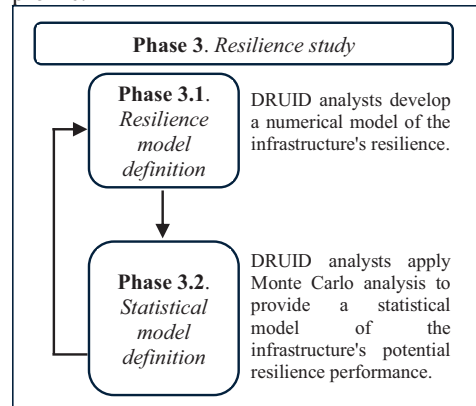 Phase 3. Resilience study
Phase 3.1.
Resilience
model
definition
DRUID analysts develop
a numerical model of the
infrastructure's resilience.
Phase 3.2.
Statistical
model
definition
DRUID analysts apply
Monte Carlo analysis to
provide a statistical
model of the
infrastructure's potential
resilience performance.